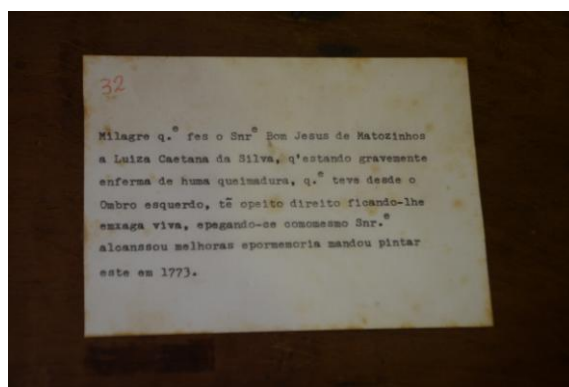 32
Milagre q.ᵉ fes o Snrᵉ Bom Jesus de Matozinhos
a Luiza Caetana da Silva, q'estando gravemente
enferma de huma queimadura, q.ᵉ teve desde o
Ombro esquerdo, tē opeito direito ficando-lhe
emxaga viva, epegando-se comomesmo Snr.ᵉ
alcanssou melhoras epormemoria mandou pintar
este em 1773.